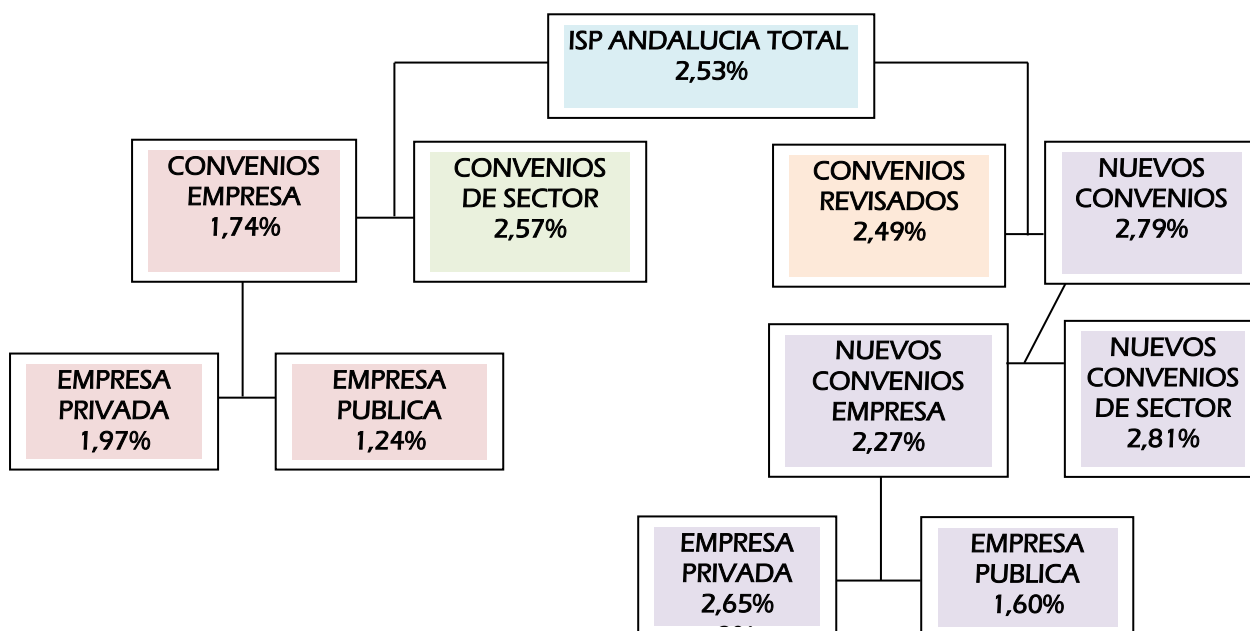 ISP ANDALUCIA TOTAL
2,53%
CONVENIOS
EMPRESA
1,74%
CONVENIOS
DE SECTOR
2,57%
CONVENIOS
REVISADOS
2,49%
NUEVOS
CONVENIOS
2,79%
EMPRESA
PRIVADA
1,97%
EMPRESA
PUBLICA
1,24%
NUEVOS
CONVENIOS
EMPRESA
2,27%
NUEVOS
CONVENIOS
DE SECTOR
2,81%
EMPRESA
PRIVADA
2,65%
EMPRESA
PUBLICA
1,60%